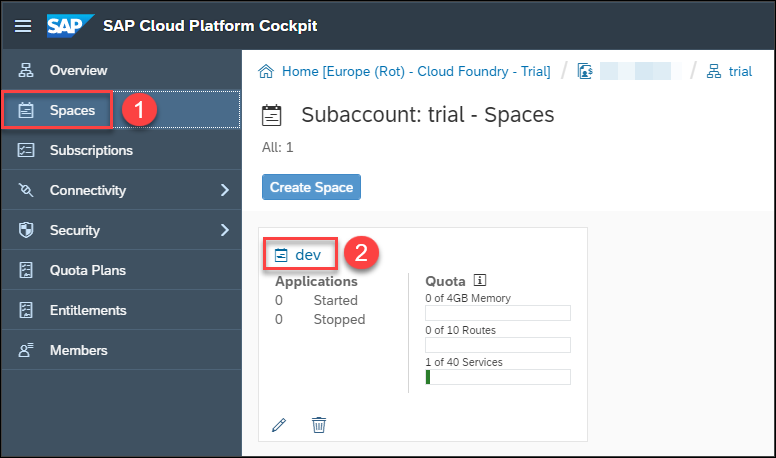 SAP SAP Cloud Platform Cockpit
Overview
Spaces 1
Subscriptions
Connectivity
Security
Quota Plans
Entitlements
Members
Home [Europe (Rot) - Cloud Foundry - Trial] / / trial
Subaccount: trial - Spaces
All: 1
Create Space
dev 2
Applications
0 Started
0 Stopped
Quota
0 of 4GB Memory
0 of 10 Routes
1 of 40 Services